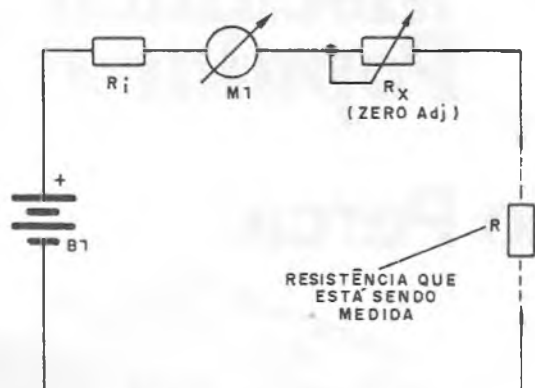 Ri
M1
RX
(ZERO Adj)
+
B1
R
RESISTÊNCIA QUE
ESTÁ SENDO
MEDIDA